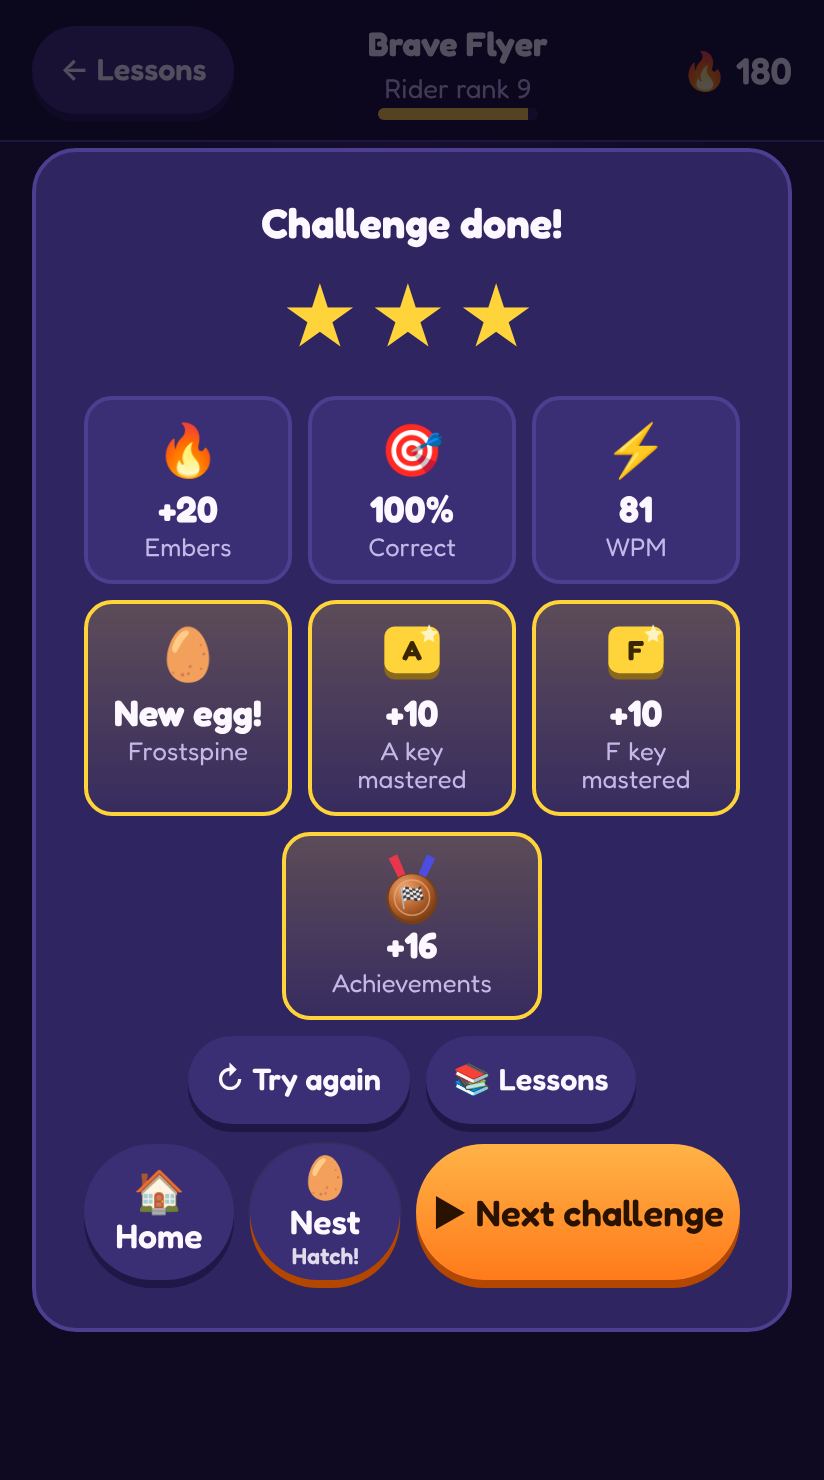 ← Lessons
Brave Flyer
Rider rank 9
180
Challenge done!
+20
Embers
100%
Correct
81
WPM
New egg!
Frostspine
A
+10
A key
mastered
F
+10
F key
mastered
+16
Achievements
↻ Try again
Lessons
Home
Nest
Hatch!
▶ Next challenge